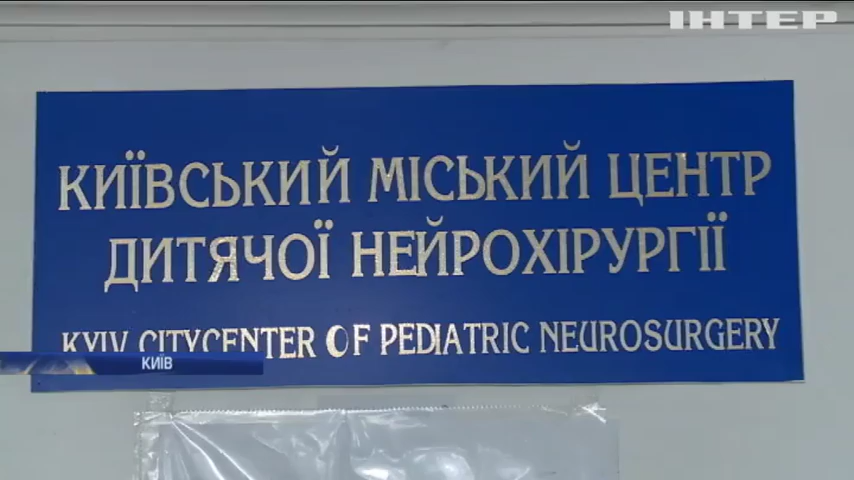 ІНТЕР
КИЇВСЬКИЙ МІСЬКИЙ ЦЕНТР
ДИТЯЧОЇ НЕЙРОХІРУРГІЇ
KYIV CITYCENTER OF PEDIATRIC NEUROSURGERY
КИЇВ